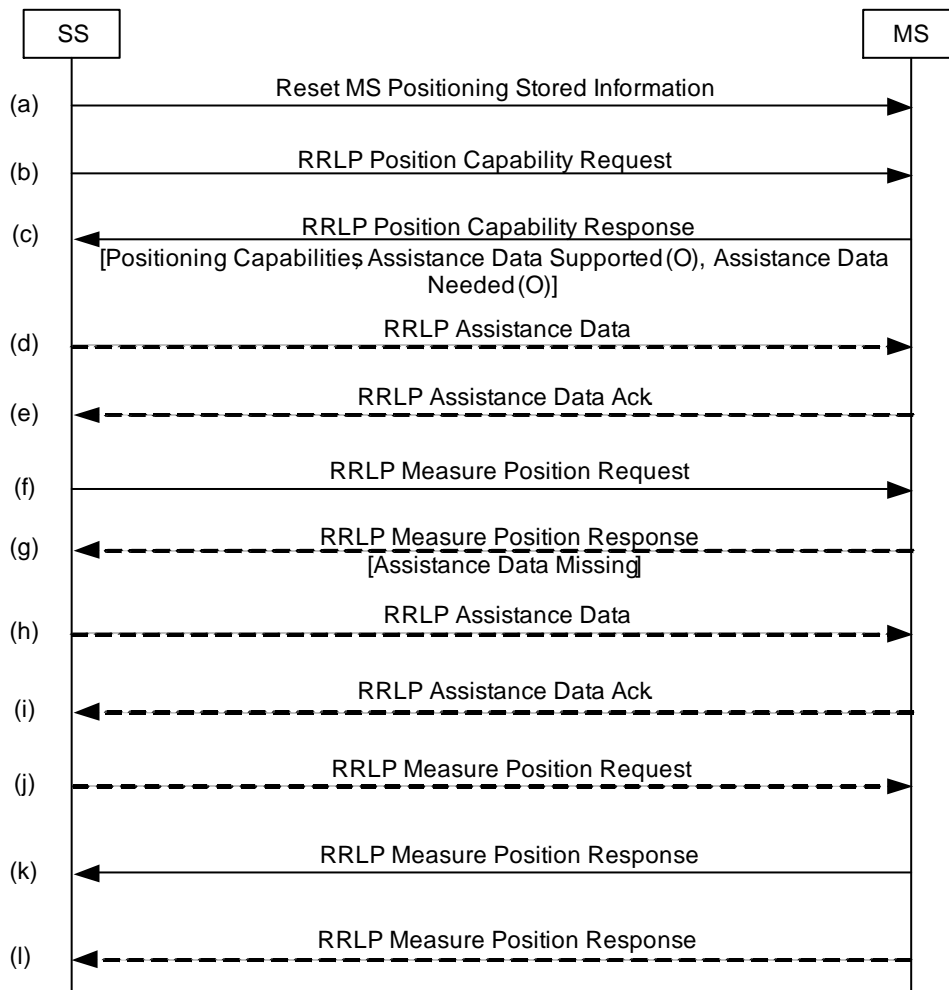 SS
MS
(a)
Reset MS Positioning Stored Information
(b)
RRLP Position Capability Request
(c)
RRLP Position Capability Response
[Positioning Capabilities, Assistance Data Supported (O), Assistance Data
Needed (O)]
(d)
RRLP Assistance Data
(e)
RRLP Assistance Data Ack.
(f)
RRLP Measure Position Request
(g)
RRLP Measure Position Response
[Assistance Data Missing]
(h)
RRLP Assistance Data
(i)
RRLP Assistance Data Ack.
(j)
RRLP Measure Position Request
(k)
RRLP Measure Position Response
(l)
RRLP Measure Position Response